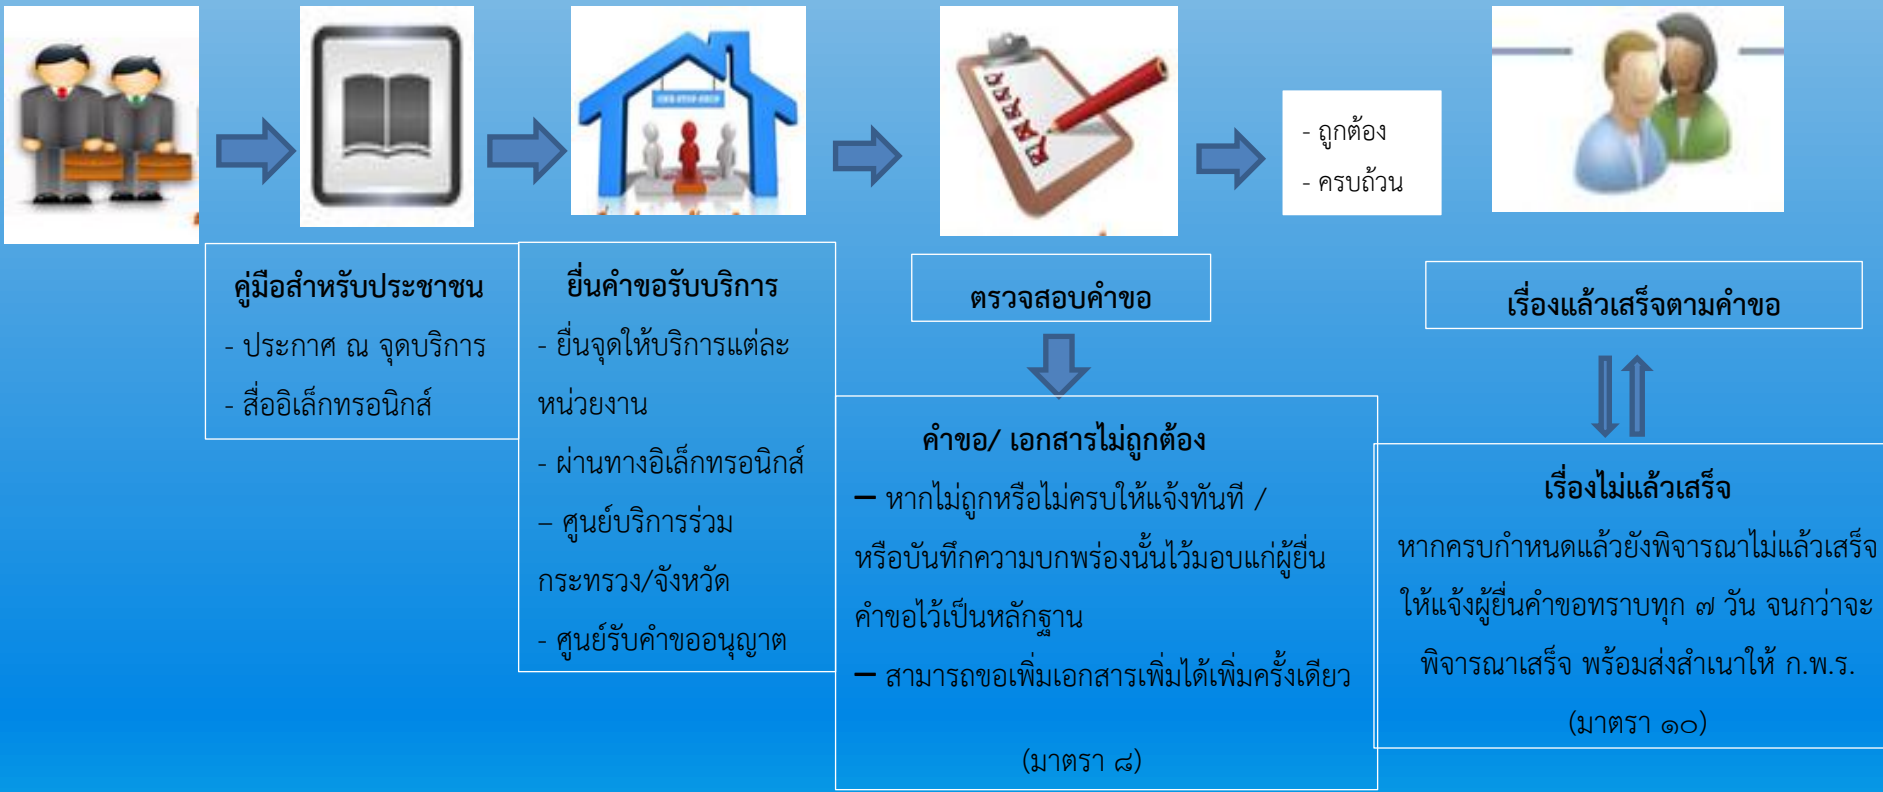 ONE STOP SHOP
- ถูกต้อง
- ครบถ้วน
คู่มือสำหรับประชาชน
- ประกาศ ณ จุดบริการ
- สื่ออิเล็กทรอนิกส์
ยื่นคำขอรับบริการ
- ยื่นจุดให้บริการแต่ละ
หน่วยงาน
- ผ่านทางอิเล็กทรอนิกส์
– ศูนย์บริการร่วม
กระทรวง/จังหวัด
- ศูนย์รับคำขออนุญาต
ตรวจสอบคำขอ
คำขอ/ เอกสารไม่ถูกต้อง
– หากไม่ถูกหรือไม่ครบให้แจ้งทันที /
หรือบันทึกความบกพร่องนั้นไว้มอบแก่ผู้ยื่น
คำขอไว้เป็นหลักฐาน
– สามารถขอเพิ่มเอกสารเพิ่มได้เพิ่มครั้งเดียว
(มาตรา ๘)
เรื่องแล้วเสร็จตามคำขอ
เรื่องไม่แล้วเสร็จ
หากครบกำหนดแล้วยังพิจารณาไม่แล้วเสร็จ
ให้แจ้งผู้ยื่นคำขอทราบทุก ๗ วัน จนกว่าจะ
พิจารณาเสร็จ พร้อมส่งสำเนาให้ ก.พ.ร.
(มาตรา ๑๐)